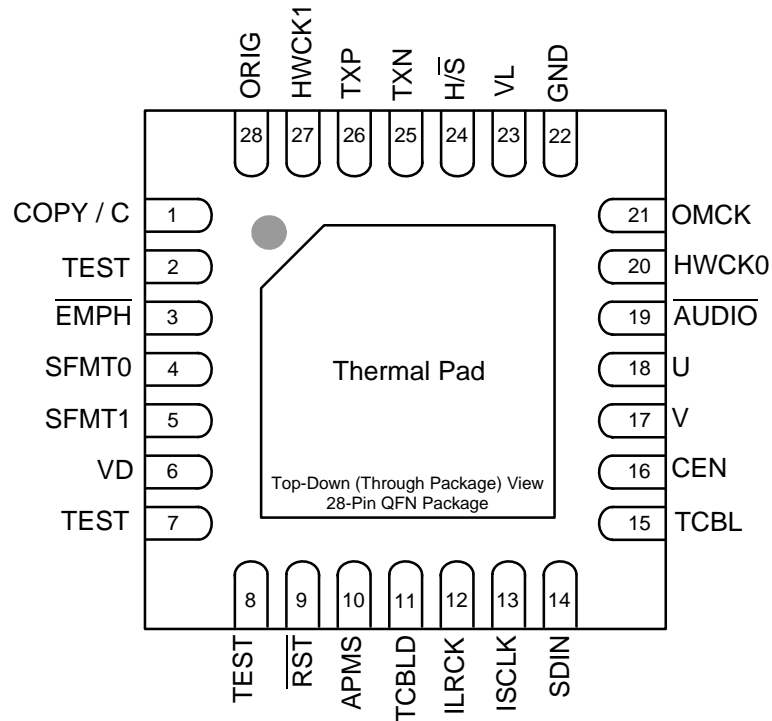 ORIG
HWCK1
TXP
TXN
H/S̅
VL
GND
28
27
26
25
24
23
22
COPY / C 1
TEST 2
E̅M̅P̅H̅ 3
SFMT0 4
SFMT1 5
VD 6
TEST 7
21 OMCK
20 HWCK0
19 A̅U̅D̅I̅O̅
18 U
17 V
16 CEN
15 TCBL
Thermal Pad
Top-Down (Through Package) View
28-Pin QFN Package
8
9
10
11
12
13
14
TEST
R̅S̅T̅
APMS
TCBLD
ILRCK
ISCLK
SDIN